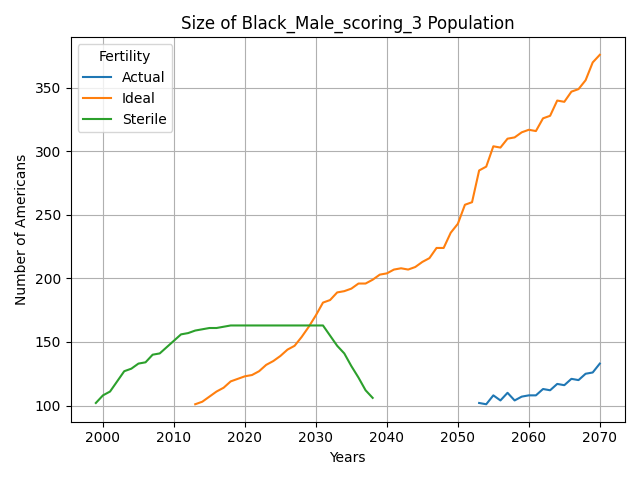 Size of Black_Male_scoring_3 Population
Fertility
Actual
Ideal
Sterile
Number of Americans
350
300
250
200
150
100
2000 2010 2020 2030 2040 2050 2060 2070
Years